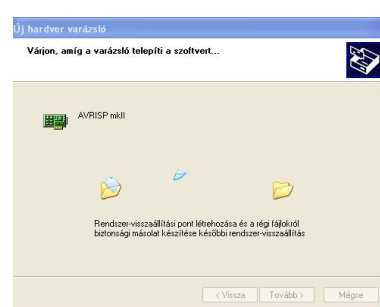 Új hardver varázsló
Várjon, amíg a varázsló telepíti a szoftvert...
AVRISP mkII
Rendszer-visszaállítási pont létrehozása és a régi fájlokról
biztonsági másolat készítése későbbi rendszer-visszaállítás
< Vissza Tovább > Mégse